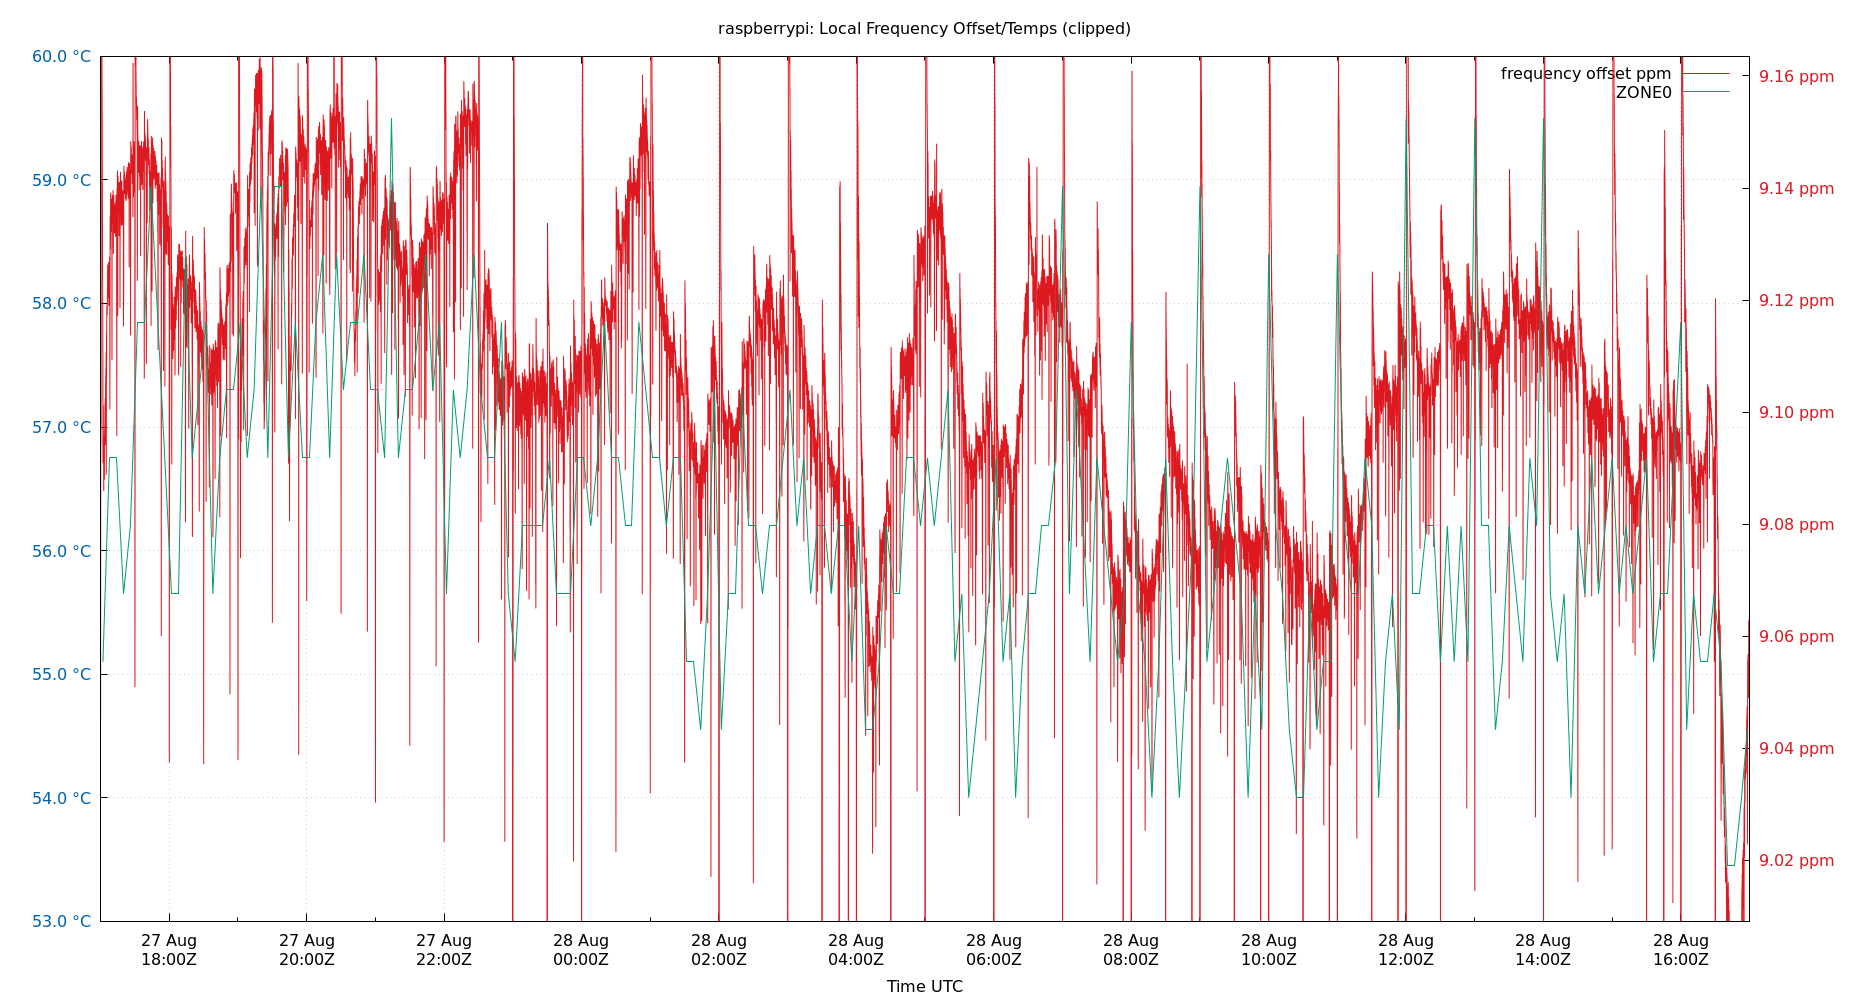 raspberrypi: Local Frequency Offset/Temps (clipped)
frequency offset ppm
ZONE0
60.0 °C
59.0 °C
58.0 °C
57.0 °C
56.0 °C
55.0 °C
54.0 °C
53.0 °C
9.16 ppm
9.14 ppm
9.12 ppm
9.10 ppm
9.08 ppm
9.06 ppm
9.04 ppm
9.02 ppm
27 Aug
18:00Z
27 Aug
20:00Z
27 Aug
22:00Z
28 Aug
00:00Z
28 Aug
02:00Z
28 Aug
04:00Z
28 Aug
06:00Z
28 Aug
08:00Z
28 Aug
10:00Z
28 Aug
12:00Z
28 Aug
14:00Z
28 Aug
16:00Z
Time UTC